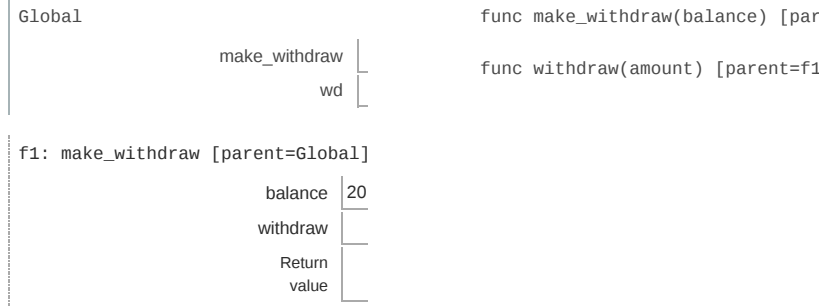 Global
make_withdraw
wd
func make_withdraw(balance) [par
func withdraw(amount) [parent=f1
f1: make_withdraw [parent=Global]
balance 20
withdraw
Return
value